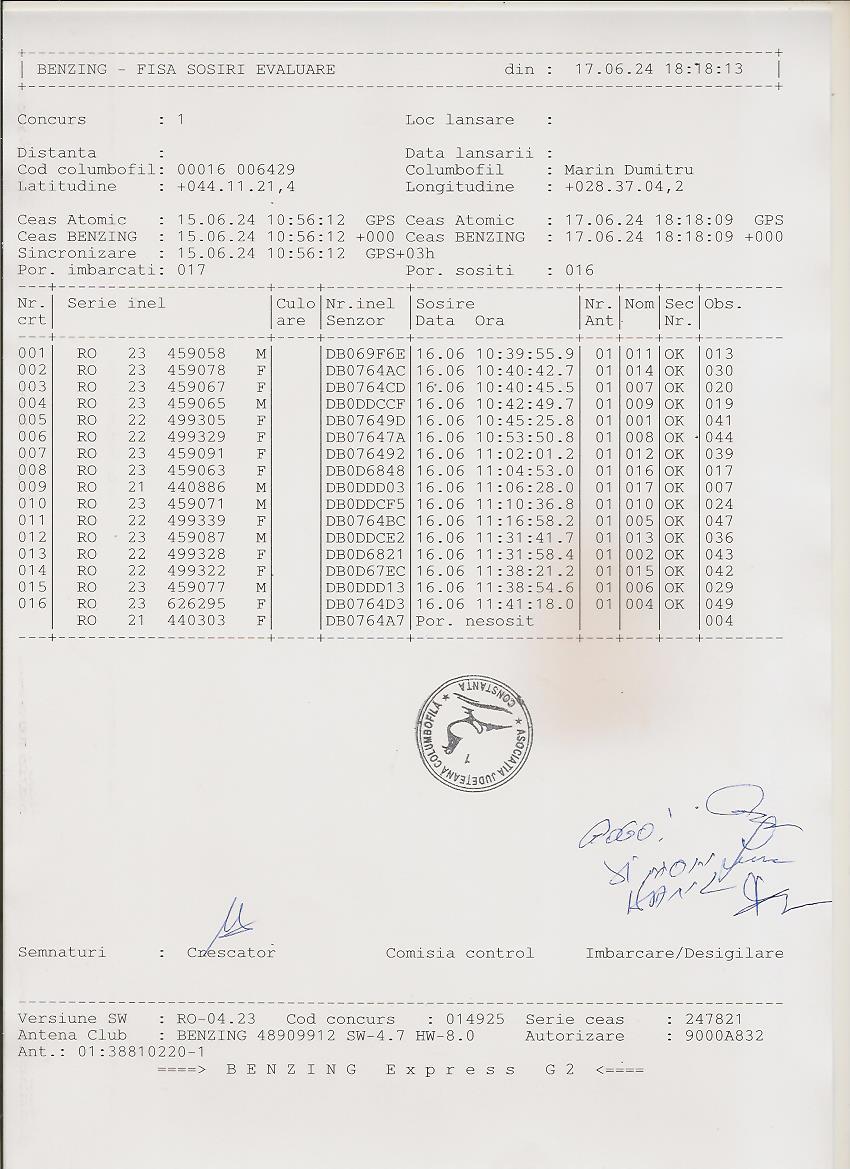 BENZING - FISA SOSIRI EVALUARE din : 17.06.24 18:18:13
Concurs : 1 Loc lansare :
Distanta : Data lansarii :
Cod columbofil: 00016 006429 Columbofil : Marin Dumitru
Latitudine : +044.11.21,4 Longitudine : +028.37.04,2
Ceas Atomic : 15.06.24 10:56:12 GPS Ceas Atomic : 17.06.24 18:18:09 GPS
Ceas BENZING : 15.06.24 10:56:12 +000 Ceas BENZING : 17.06.24 18:18:09 +000
Sincronizare : 15.06.24 10:56:12 GPS+03h
Por. imbarcati: 017 Por. sositi : 016
Nr. Serie inel Culo Nr.inel Sosire Nr. Nom Sec Obs.
crt are Senzor Data Ora Ant Nr.
001 RO 23 459058 M DB069F6E 16.06 10:39:55.9 01 011 OK 013
002 RO 23 459078 F DB0764AC 16.06 10:40:42.7 01 014 OK 030
003 RO 23 459067 F DB0764CD 16.06 10:40:45.5 01 007 OK 020
004 RO 23 459065 M DB0DDCCF 16.06 10:42:49.7 01 009 OK 019
005 RO 22 499305 F DB07649D 16.06 10:45:25.8 01 001 OK 041
006 RO 22 499329 F DB07647A 16.06 10:53:50.8 01 008 OK 044
007 RO 23 459091 F DB076492 16.06 11:02:01.2 01 012 OK 039
008 RO 23 459063 F DB0D6848 16.06 11:04:53.0 01 016 OK 017
009 RO 21 440886 M DB0DDD03 16.06 11:06:28.0 01 017 OK 007
010 RO 23 459071 M DB0DDCF5 16.06 11:10:36.8 01 010 OK 024
011 RO 22 499339 F DB0764BC 16.06 11:16:58.2 01 005 OK 047
012 RO 23 459087 M DB0DDCE2 16.06 11:31:41.7 01 013 OK 036
013 RO 22 499328 F DB0D6821 16.06 11:31:58.4 01 002 OK 043
014 RO 22 499322 F DB0D67EC 16.06 11:38:21.2 01 015 OK 042
015 RO 23 459077 M DB0DDD13 16.06 11:38:54.6 01 006 OK 029
016 RO 23 626295 F DB0764D3 16.06 11:41:18.0 01 004 OK 049
RO 21 440303 F DB0764A7 Por. nesosit 004
ASOCIATIA JUDETEANA COLUMBOFILA
CONSTANTA
1
Semnaturi : Crescator Comisia control Imbarcare/Desigilare
Versiune SW : RO-04.23 Cod concurs : 014925 Serie ceas : 247821
Antena Club : BENZING 48909912 SW-4.7 HW-8.0 Autorizare : 9000A832
Ant.: 01:38810220-1
====> B E N Z I N G E x p r e s s G 2 <====